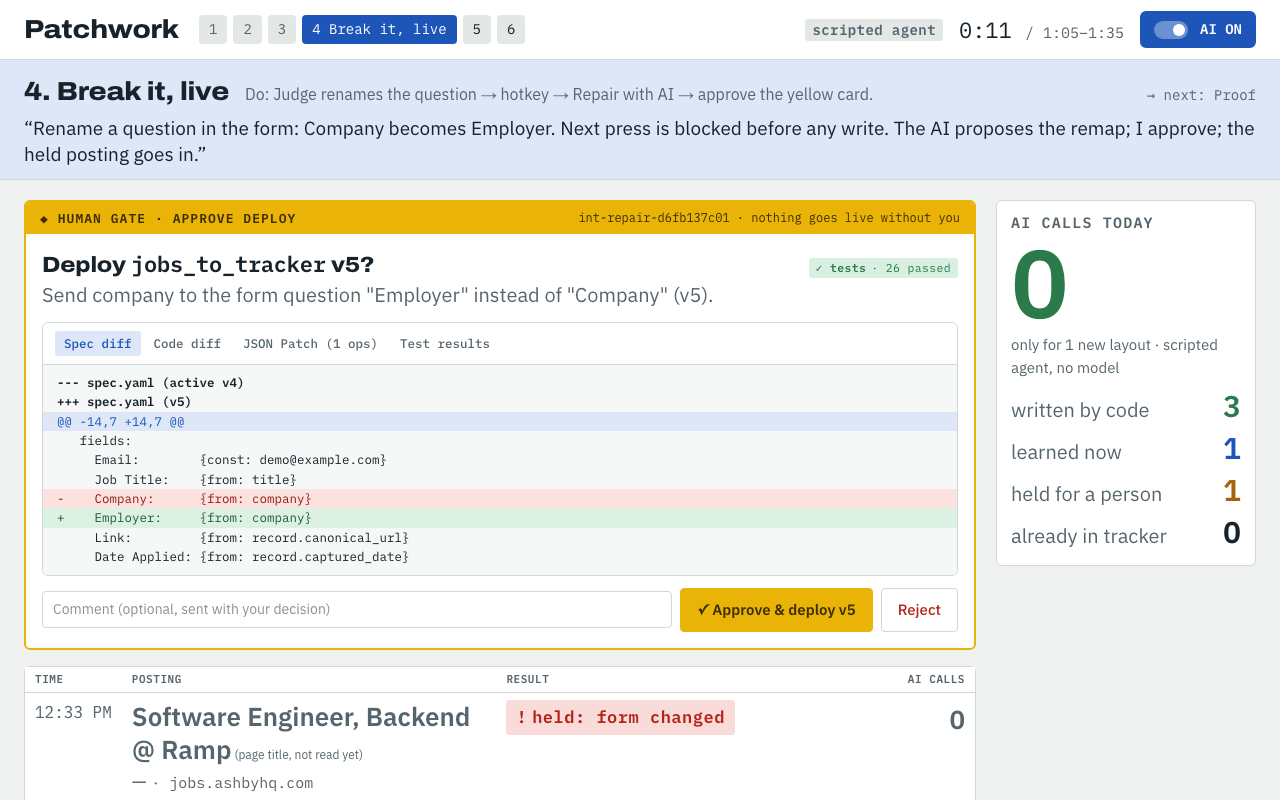 Patchwork 1 2 3 4 Break it, live 5 6 scripted agent 0:11 / 1:05–1:35 AI ON
4. Break it, live Do: Judge renames the question → hotkey → Repair with AI → approve the yellow card. → next: Proof
“Rename a question in the form: Company becomes Employer. Next press is blocked before any write. The AI proposes the remap; I approve; the
held posting goes in.”
◆ HUMAN GATE · APPROVE DEPLOY int-repair-d6fb137c01 · nothing goes live without you
Deploy jobs_to_tracker v5? ✓ tests · 26 passed
Send company to the form question "Employer" instead of "Company" (v5).
Spec diff Code diff JSON Patch (1 ops) Test results
--- spec.yaml (active v4)
+++ spec.yaml (v5)
@@ -14,7 +14,7 @@
fields:
Email: {const: demo@example.com}
Job Title: {from: title}
- Company: {from: company}
+ Employer: {from: company}
Link: {from: record.canonical_url}
Date Applied: {from: record.captured_date}
Comment (optional, sent with your decision) ✓ Approve & deploy v5 Reject
AI CALLS TODAY
0
only for 1 new layout · scripted
agent, no model
written by code 3
learned now 1
held for a person 1
already in tracker 0
TIME POSTING RESULT AI CALLS
12:33 PM Software Engineer, Backend ! held: form changed 0
@ Ramp (page title, not read yet)
— · jobs.ashbyhq.com